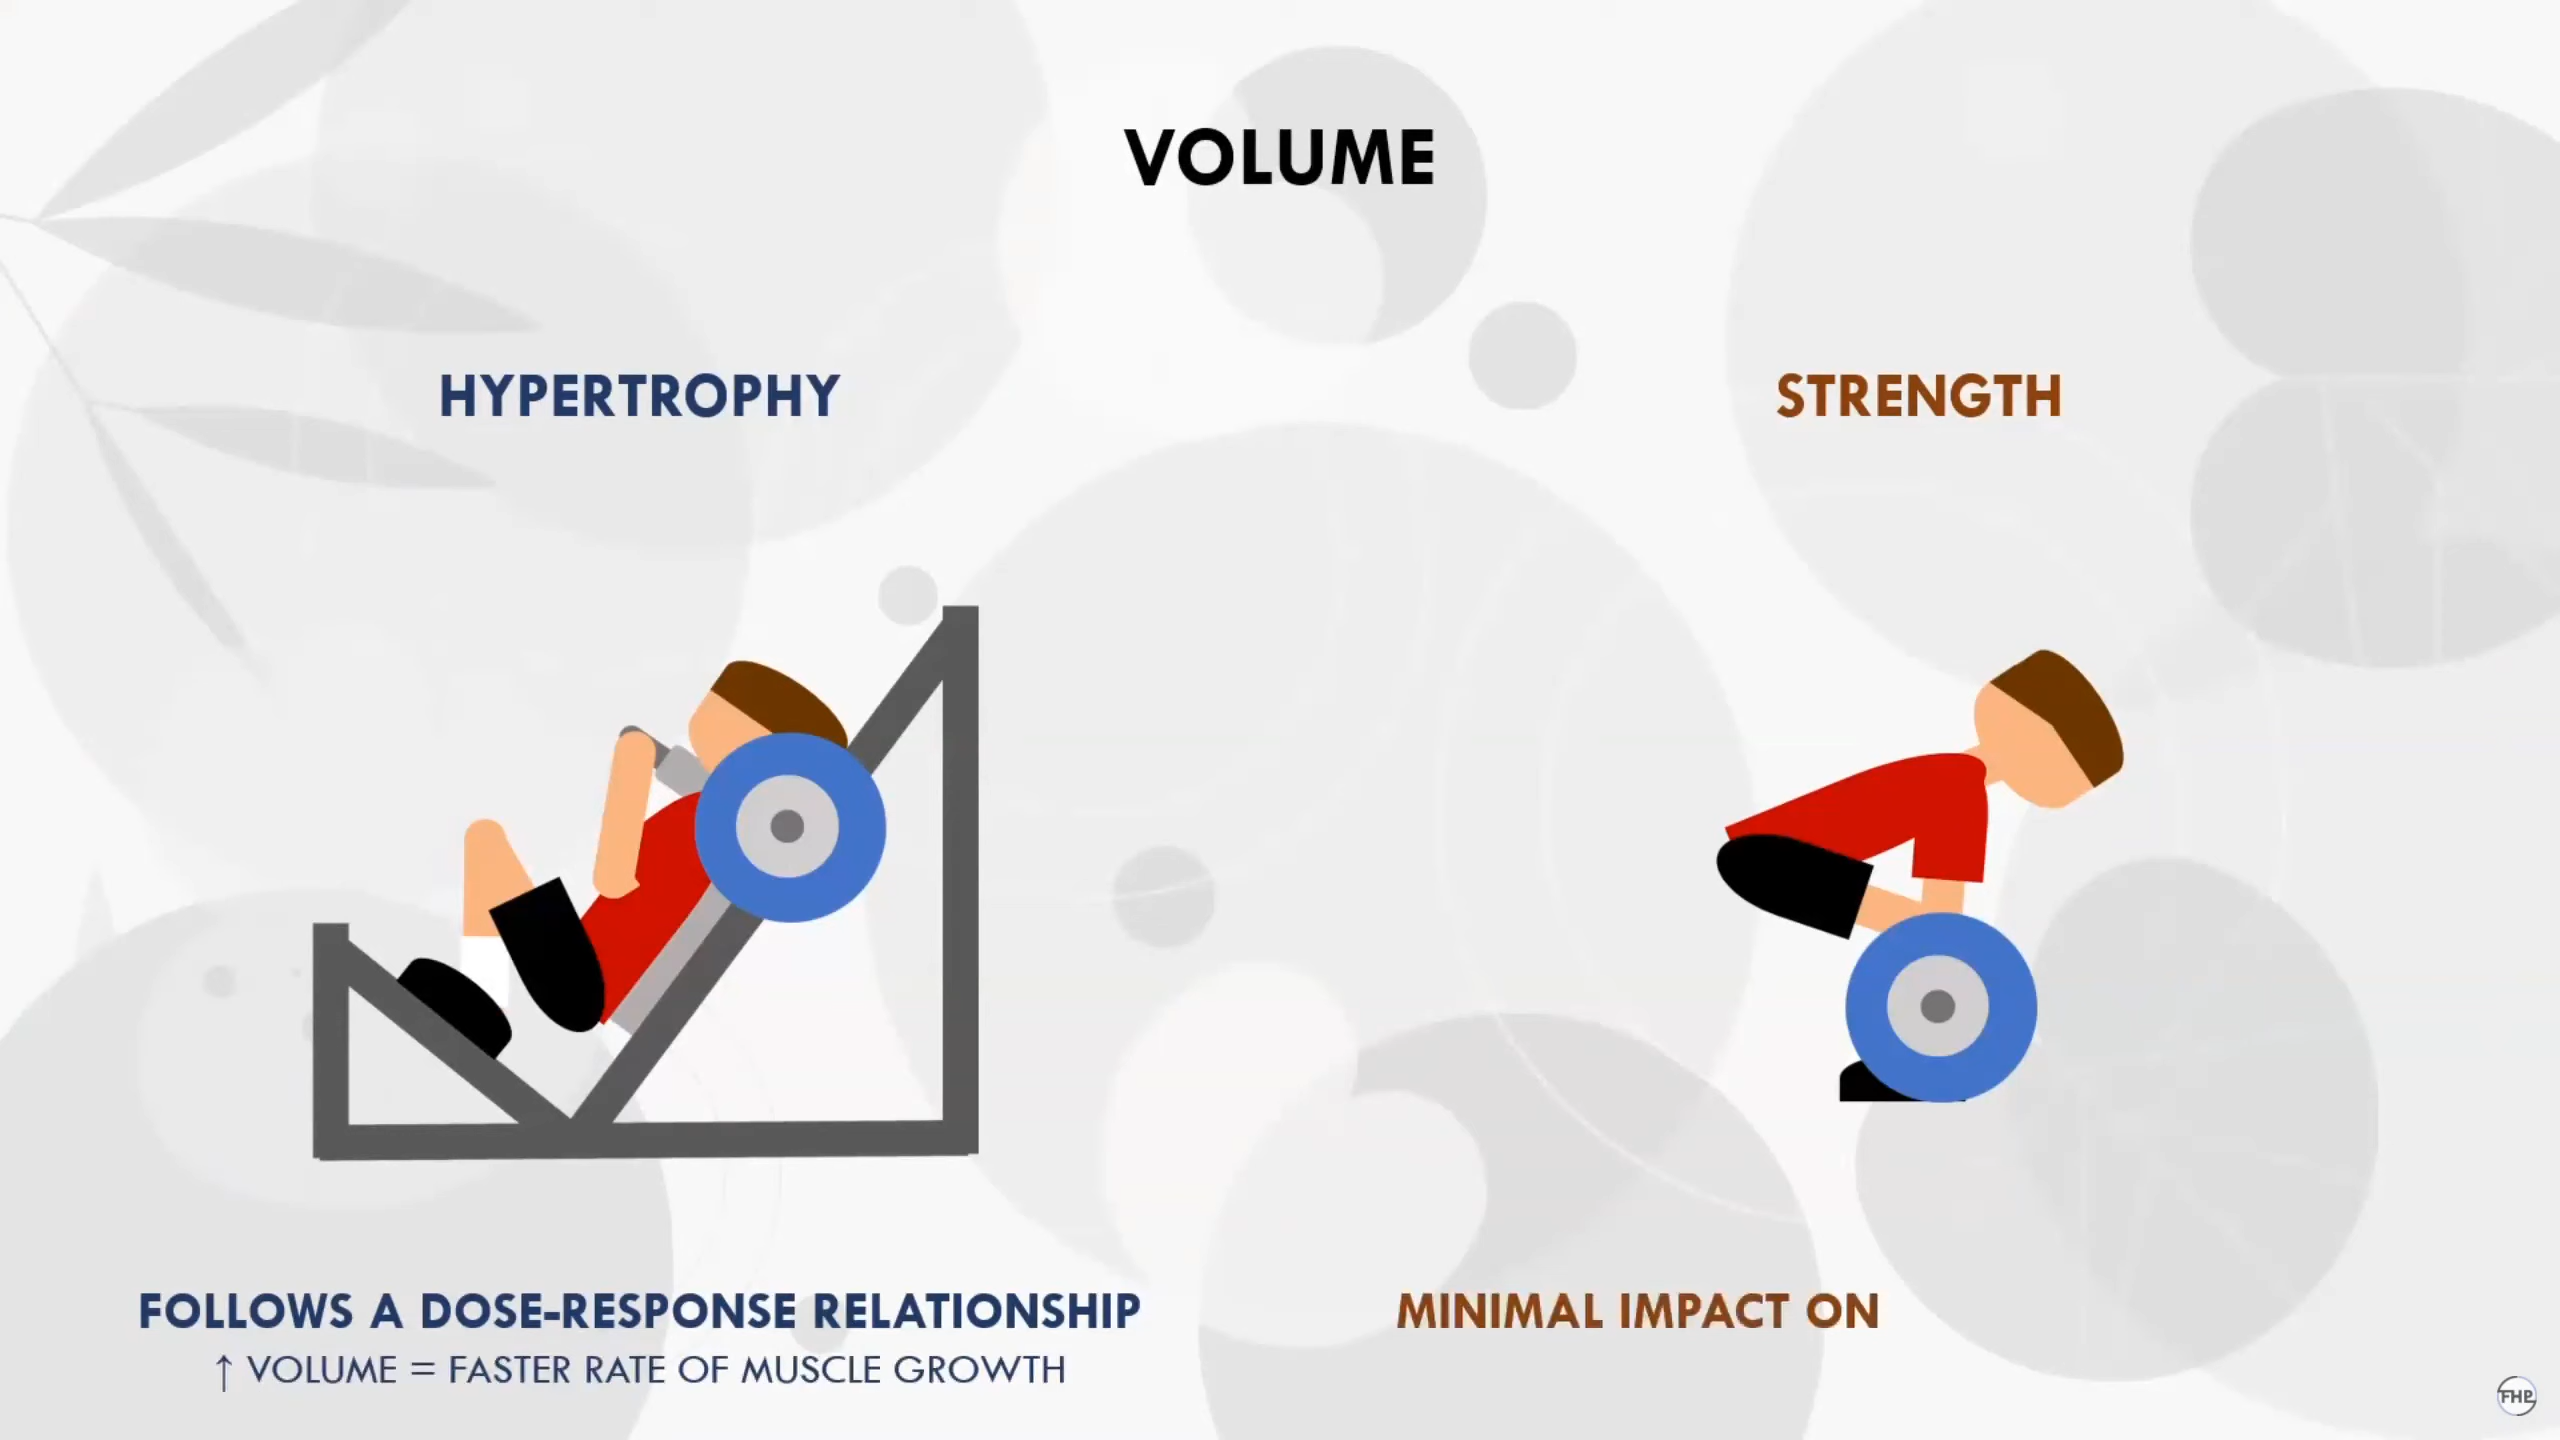 VOLUME
HYPERTROPHY
STRENGTH
FOLLOWS A DOSE-RESPONSE RELATIONSHIP
↑ VOLUME = FASTER RATE OF MUSCLE GROWTH
MINIMAL IMPACT ON
FHP